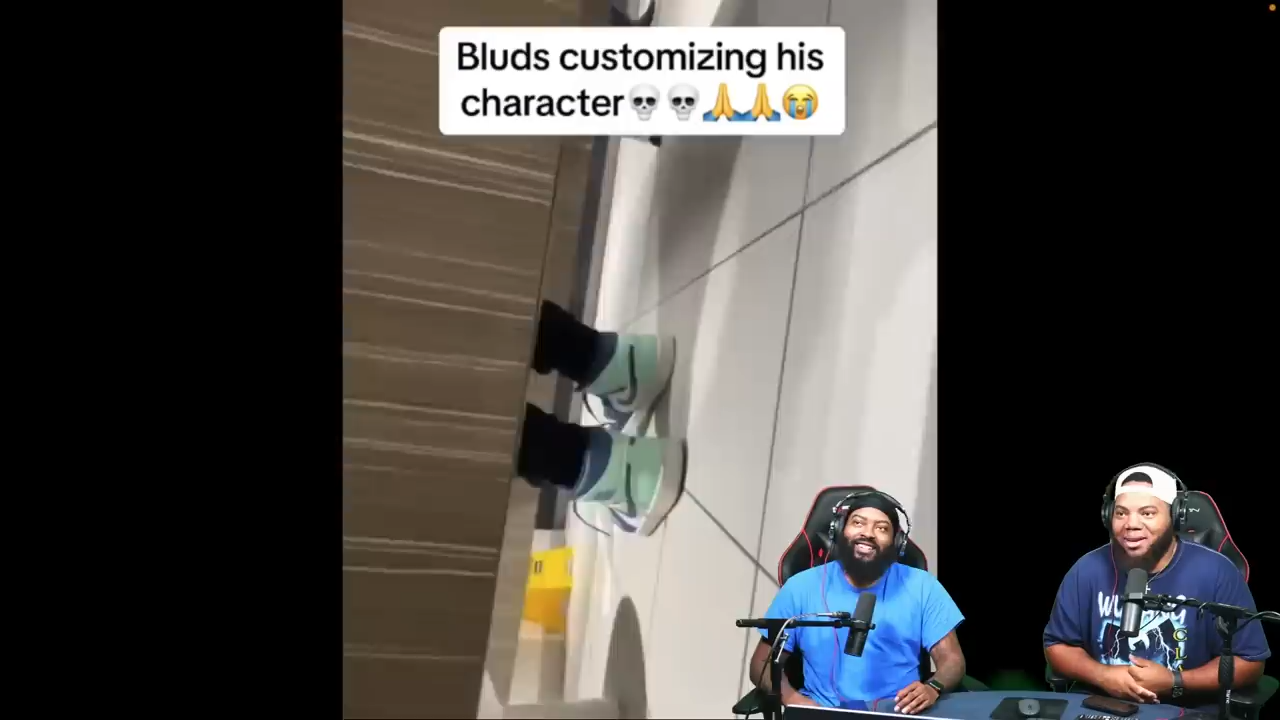 Bluds customizing his
character💀💀🙏🙏😭